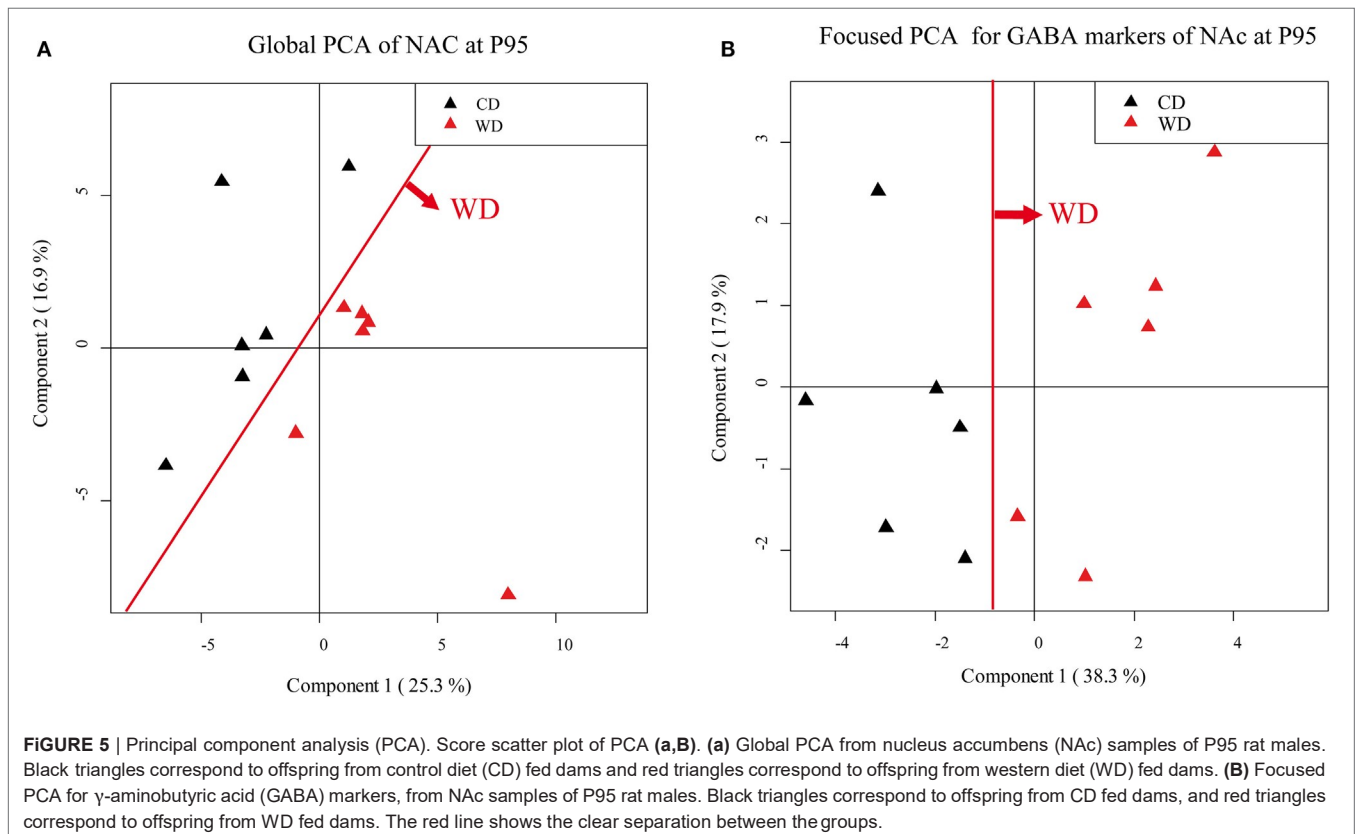 A
Global PCA of NAC at P95
CD
WD
WD
5
0
-5
Component 2 ( 16.9 %)
-5
0
5
10
Component 1 ( 25.3 %)
B
Focused PCA for GABA markers of NAc at P95
CD
WD
WD
3
2
1
0
-1
-2
Component 2 ( 17.9 %)
-4
-2
0
2
4
Component 1 ( 38.3 %)
FiGURE 5 | Principal component analysis (PCA). Score scatter plot of PCA (a,B). (a) Global PCA from nucleus accumbens (NAc) samples of P95 rat males.
Black triangles correspond to offspring from control diet (CD) fed dams and red triangles correspond to offspring from western diet (WD) fed dams. (B) Focused
PCA for γ-aminobutyric acid (GABA) markers, from NAc samples of P95 rat males. Black triangles correspond to offspring from CD fed dams, and red triangles
correspond to offspring from WD fed dams. The red line shows the clear separation between the groups.